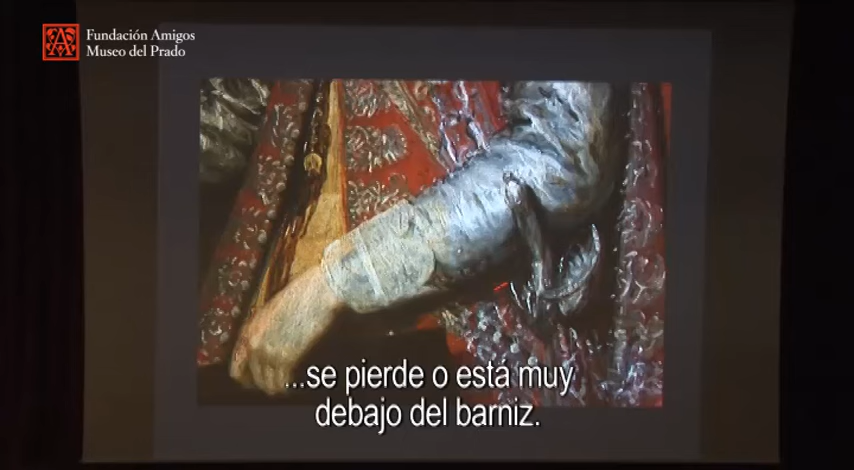 Fundación Amigos
Museo del Prado
...se pierde o está muy
debajo del barniz.